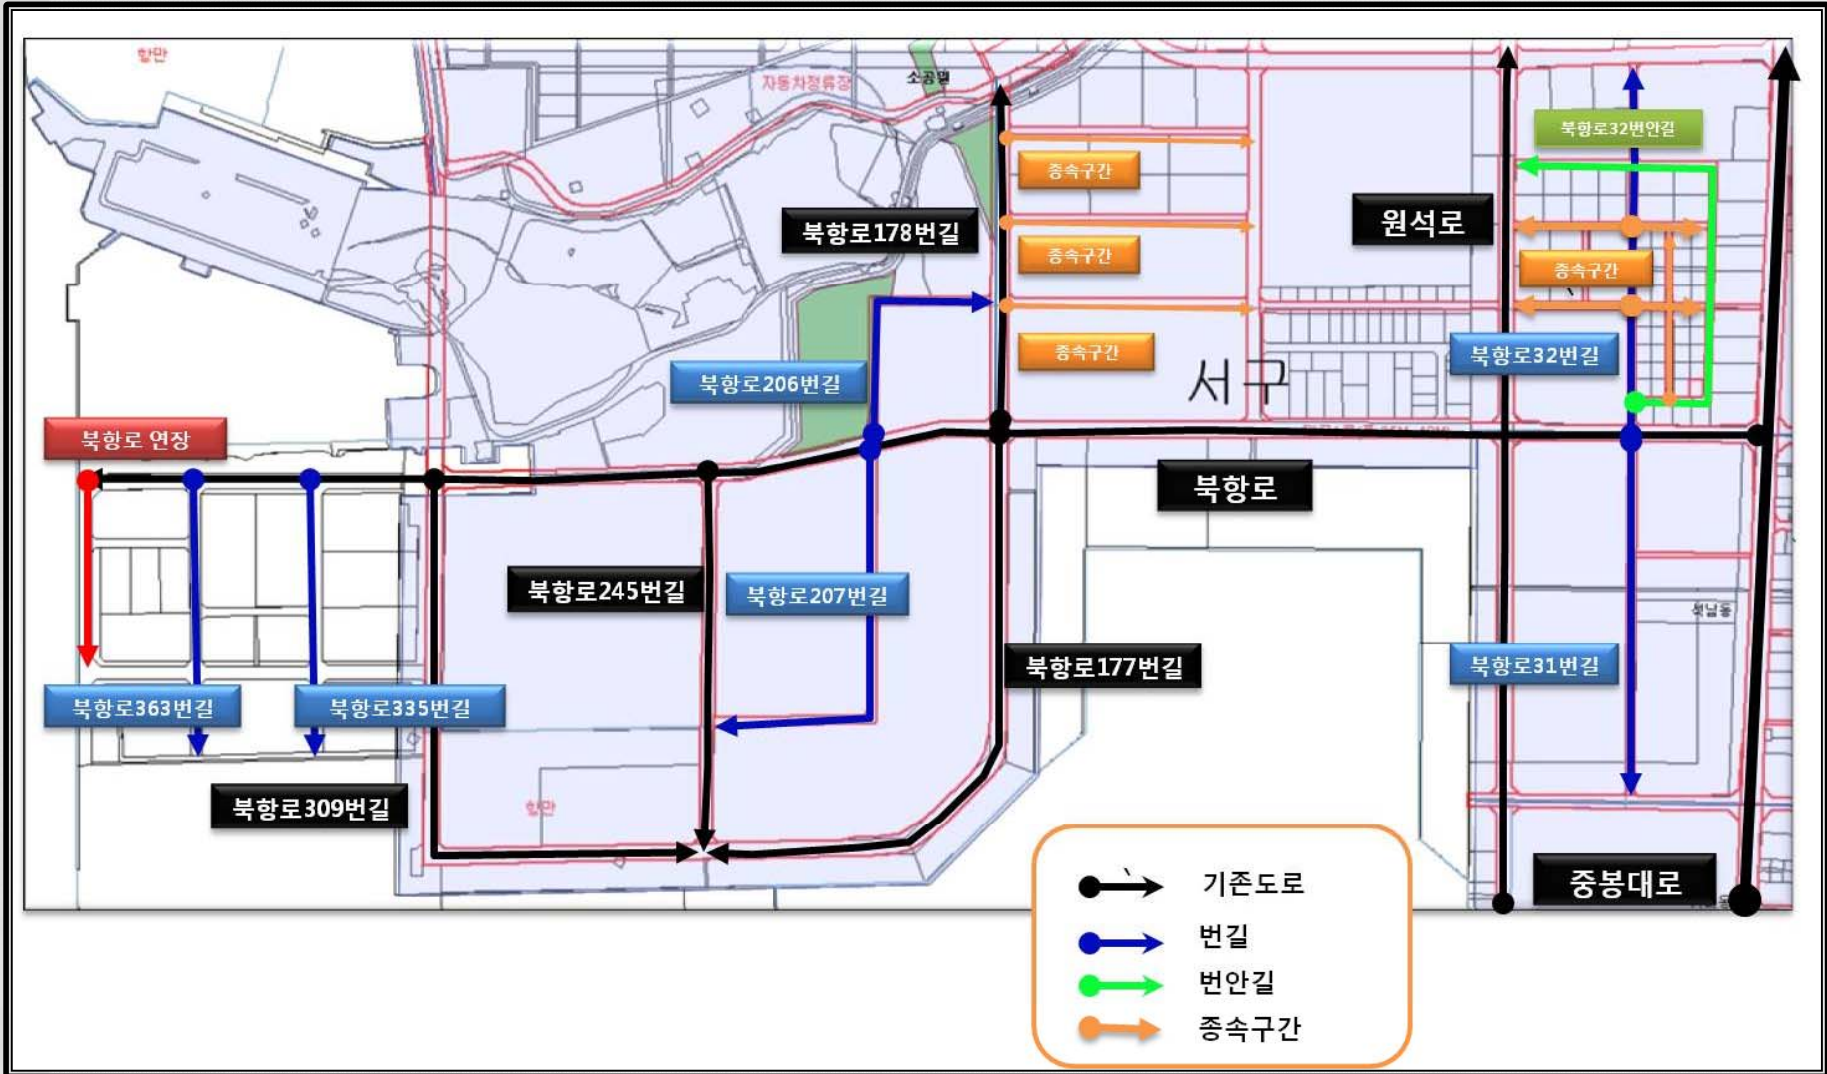 항만
자동차정류장
소공원
북항로32번안길
종속구간
북항로178번길
원석로
종속구간
종속구간
종속구간
북항로32번길
서구
북항로206번길
북항로 연장
북항로
북항로245번길
북항로207번길
석남동
북항로177번길
북항로31번길
북항로363번길
북항로335번길
북항로309번길
항만
중봉대로
기존도로
번길
번안길
종속구간